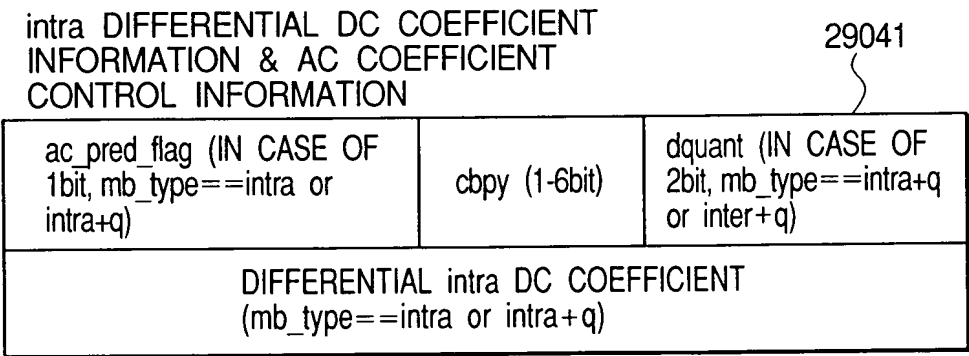 intra DIFFERENTIAL DC COEFFICIENT
INFORMATION & AC COEFFICIENT
CONTROL INFORMATION
29041
ac_pred_flag (IN CASE OF
1bit, mb_type==intra or
intra+q)
cbpy (1-6bit)
dquant (IN CASE OF
2bit, mb_type==intra+q
or inter+q)
DIFFERENTIAL intra DC COEFFICIENT
(mb_type==intra or intra+q)